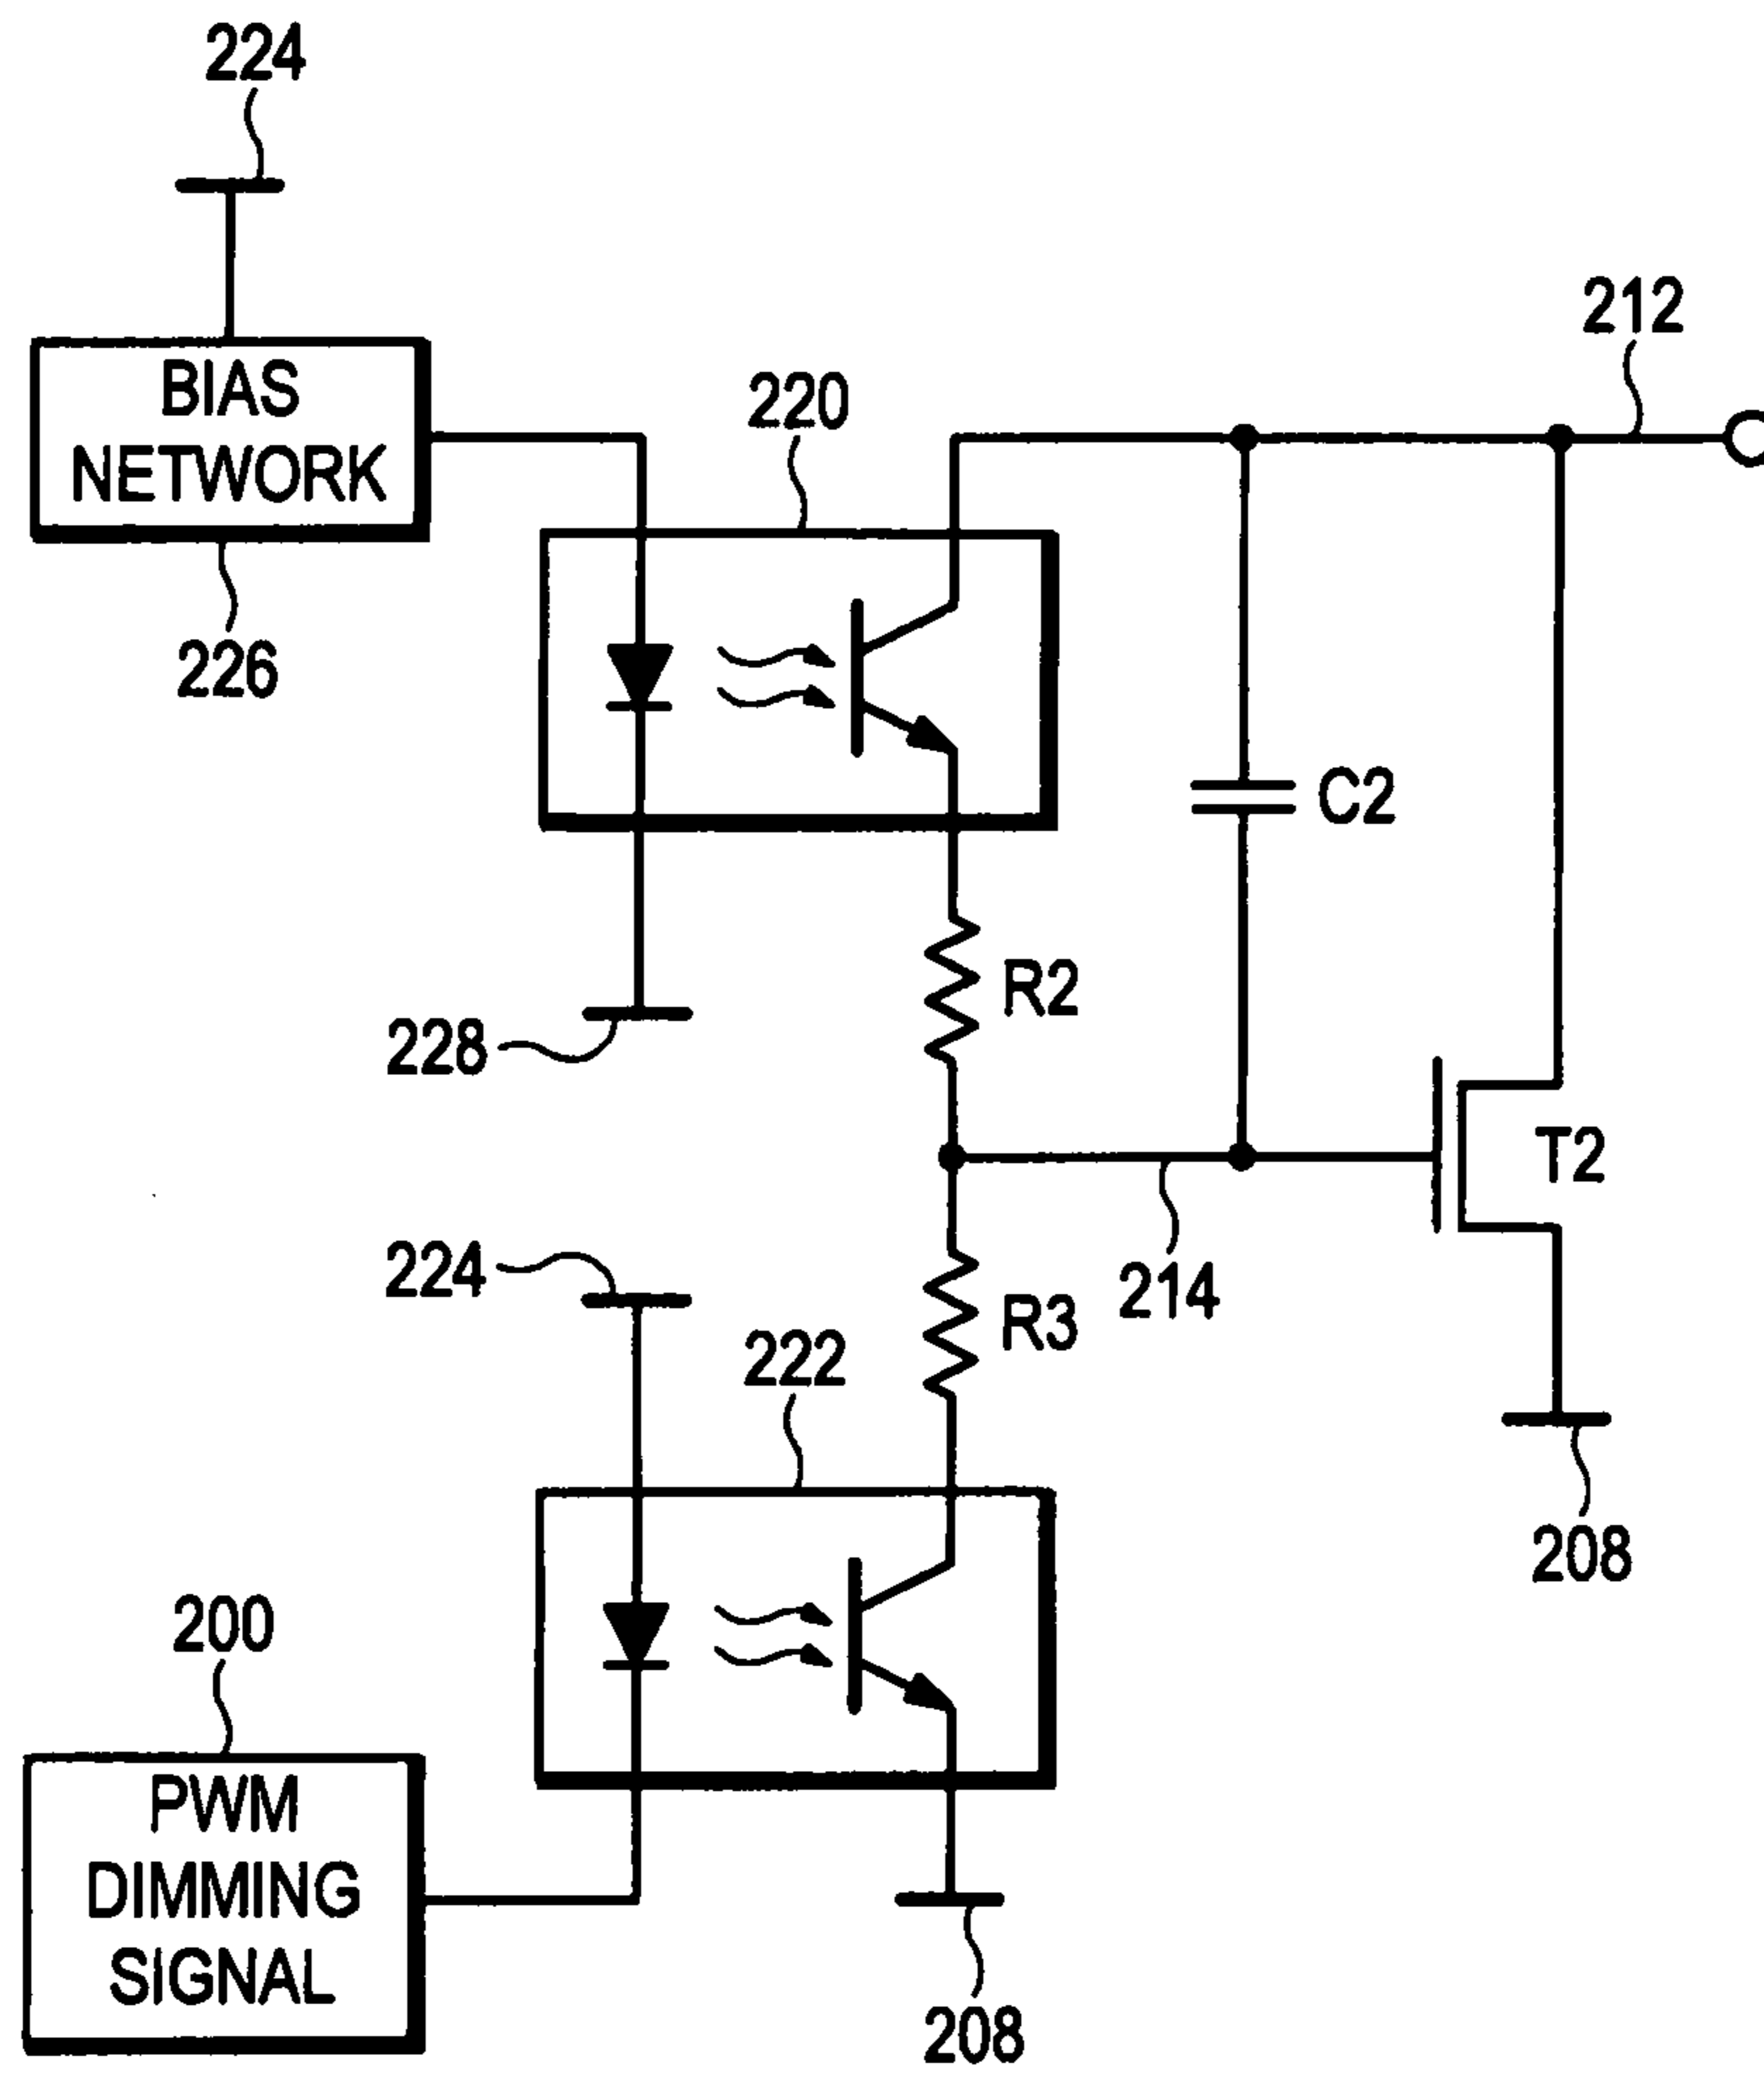 224
212
BIAS
NETWORK
220
226
C2
R2
228
T2
224
214
R3
222
208
200
PWM
DIMMING
SIGNAL
208